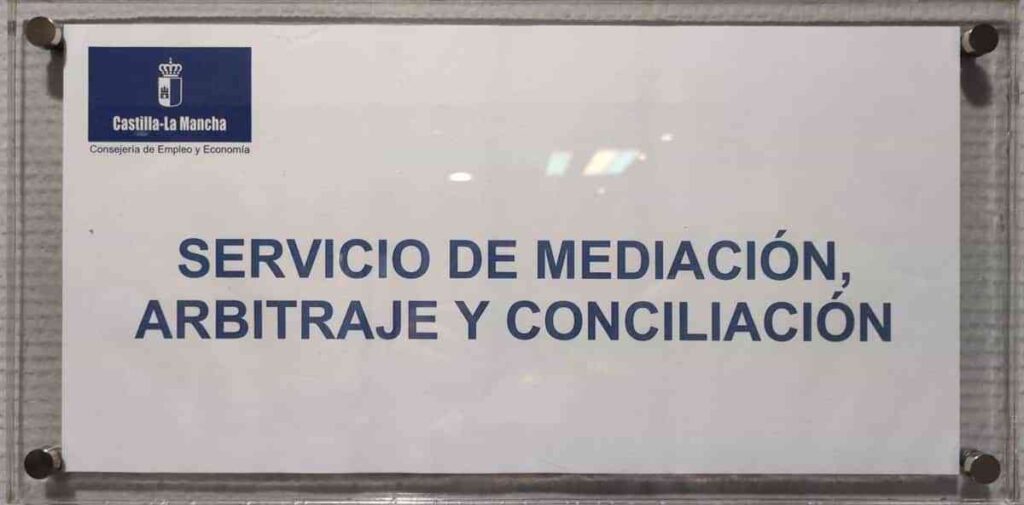 Castilla-La Mancha
Consejería de Empleo y Economía
SERVICIO DE MEDIACIÓN,
ARBITRAJE Y CONCILIACIÓN